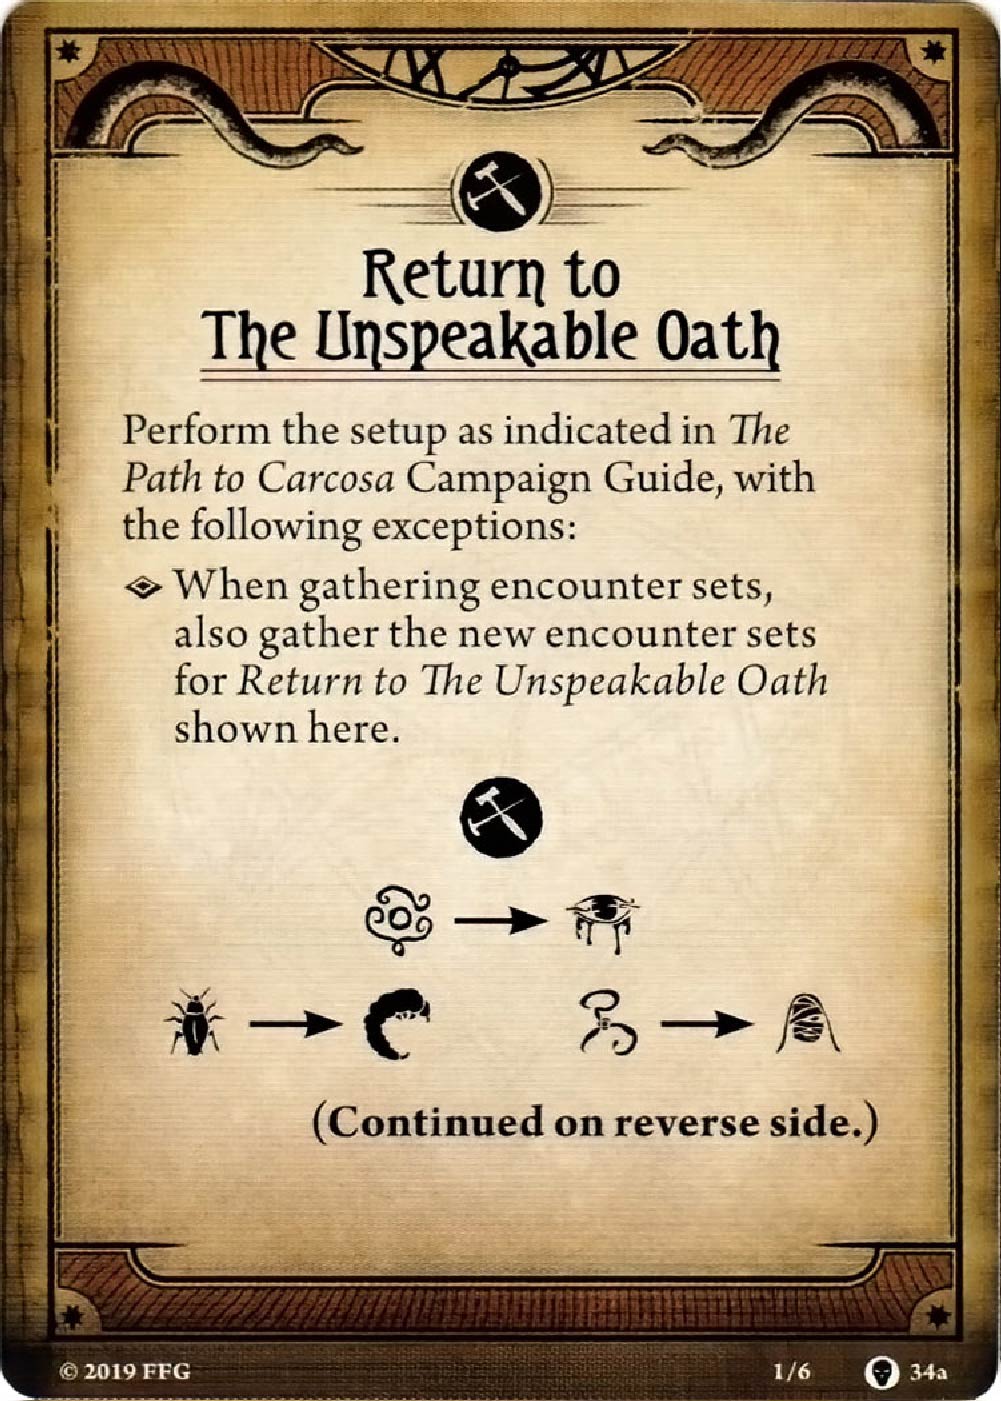 Return to
The Unspeakable Oath
Perform the setup as indicated in The
Path to Carcosa Campaign Guide, with
the following exceptions:
When gathering encounter sets,
also gather the new encounter sets
for Return to The Unspeakable Oath
shown here.
(Continued on reverse side.)
© 2019 FFG 1/6 34a